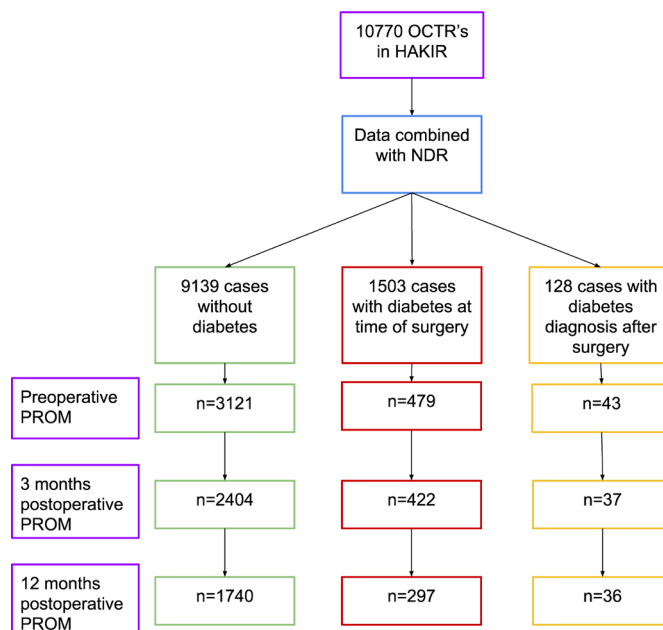 10770 OCTR's
in HAKIR
Data combined
with NDR
9139 cases
without
diabetes
1503 cases
with diabetes at
time of surgery
128 cases with
diabetes
diagnosis after
surgery
Preoperative
PROM
n=3121
n=479
n=43
3 months
postoperative
PROM
n=2404
n=422
n=37
12 months
postoperative
PROM
n=1740
n=297
n=36